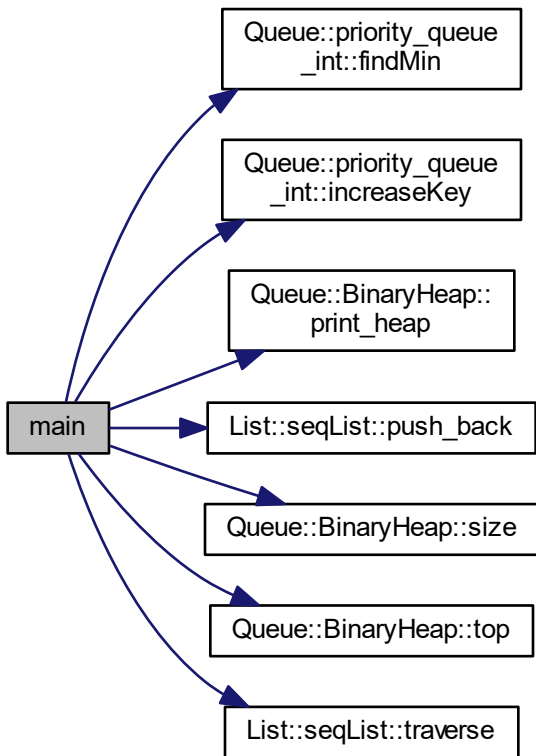 Queue::priority_queue
_int::findMin
Queue::priority_queue
_int::increaseKey
Queue::BinaryHeap::
print_heap
main
List::seqList::push_back
Queue::BinaryHeap::size
Queue::BinaryHeap::top
List::seqList::traverse